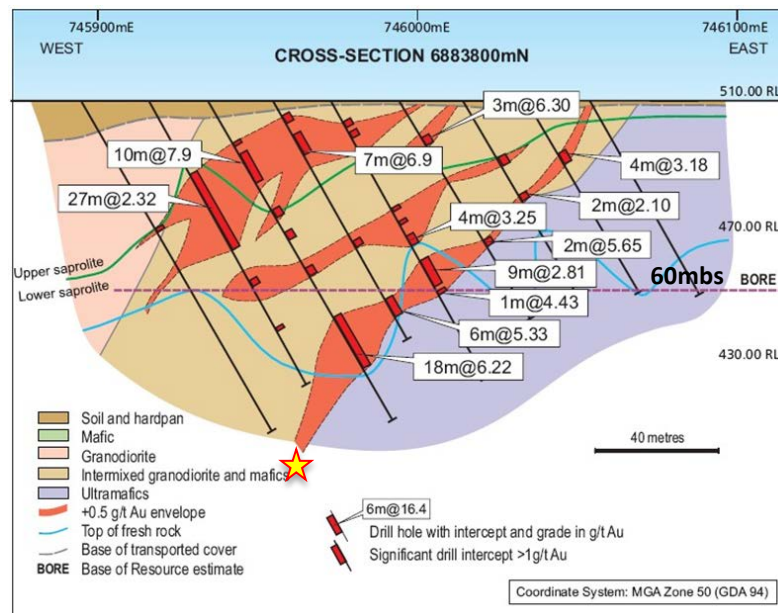 745900mE
746000mE
746100mE
WEST
EAST
CROSS-SECTION 6883800mN
510.00 RL
3m@6.30
10m@7.9
7m@6.9
4m@3.18
27m@2.32
2m@2.10
4m@3.25
470.00 RL
2m@5.65
Upper saprolite
9m@2.81
60mbs
BORE
Lower saprolite
1m@4.43
6m@5.33
430.00 RL
18m@6.22
Soil and hardpan
Mafic
Granodiorite
Intermixed granodiorite and mafics
Ultramafics
+0.5 g/t Au envelope
Top of fresh rock
Base of transported cover
BORE Base of Resource estimate
40 metres
6m@16.4
Drill hole with intercept and grade in g/t Au
Significant drill intercept >1g/t Au
Coordinate System: MGA Zone 50 (GDA 94)